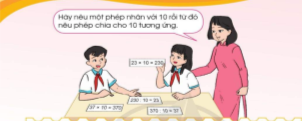 Hãy nêu một phép nhân với 10 rồi từ đó
nêu phép chia cho 10 tương ứng.
23 × 10 = 230
230 : 10 = 23
37 × 10 = 370
370 : 10 = 37